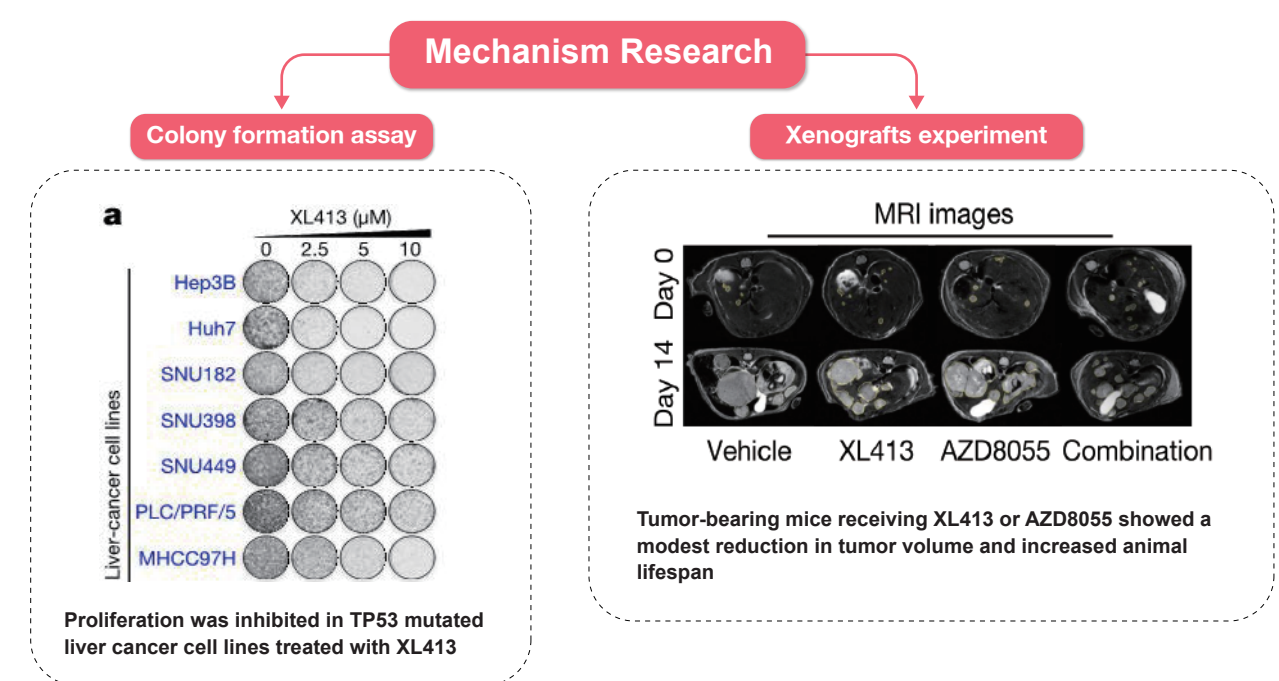 Mechanism Research
Colony formation assay
Xenografts experiment
a
XL413 (µM)
0 2.5 5 10
Liver-cancer cell lines
Hep3B
Huh7
SNU182
SNU398
SNU449
PLC/PRF/5
MHCC97H
Proliferation was inhibited in TP53 mutated
liver cancer cell lines treated with XL413
MRI images
Day 0
Day 14
Vehicle XL413 AZD8055 Combination
Tumor-bearing mice receiving XL413 or AZD8055 showed a
modest reduction in tumor volume and increased animal
lifespan